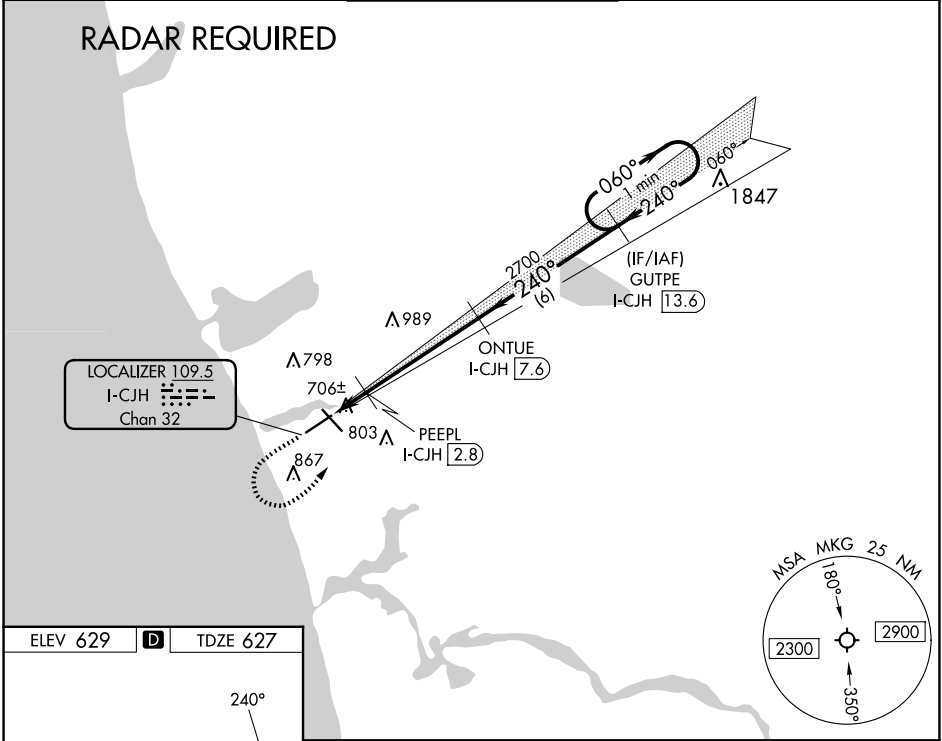 RADAR REQUIRED
060°
1 min
060°
240°
1847
2700
240°
(6)
(IF/IAF)
GUTPE
I-CJH 13.6
989
ONTUE
I-CJH 7.6
798
LOCALIZER 109.5
I-CJH
Chan 32
706±
803
PEEPL
I-CJH 2.8
867
MSA MKG 25 NM
180°
2300
2900
350°
ELEV 629 D TDZE 627
240°